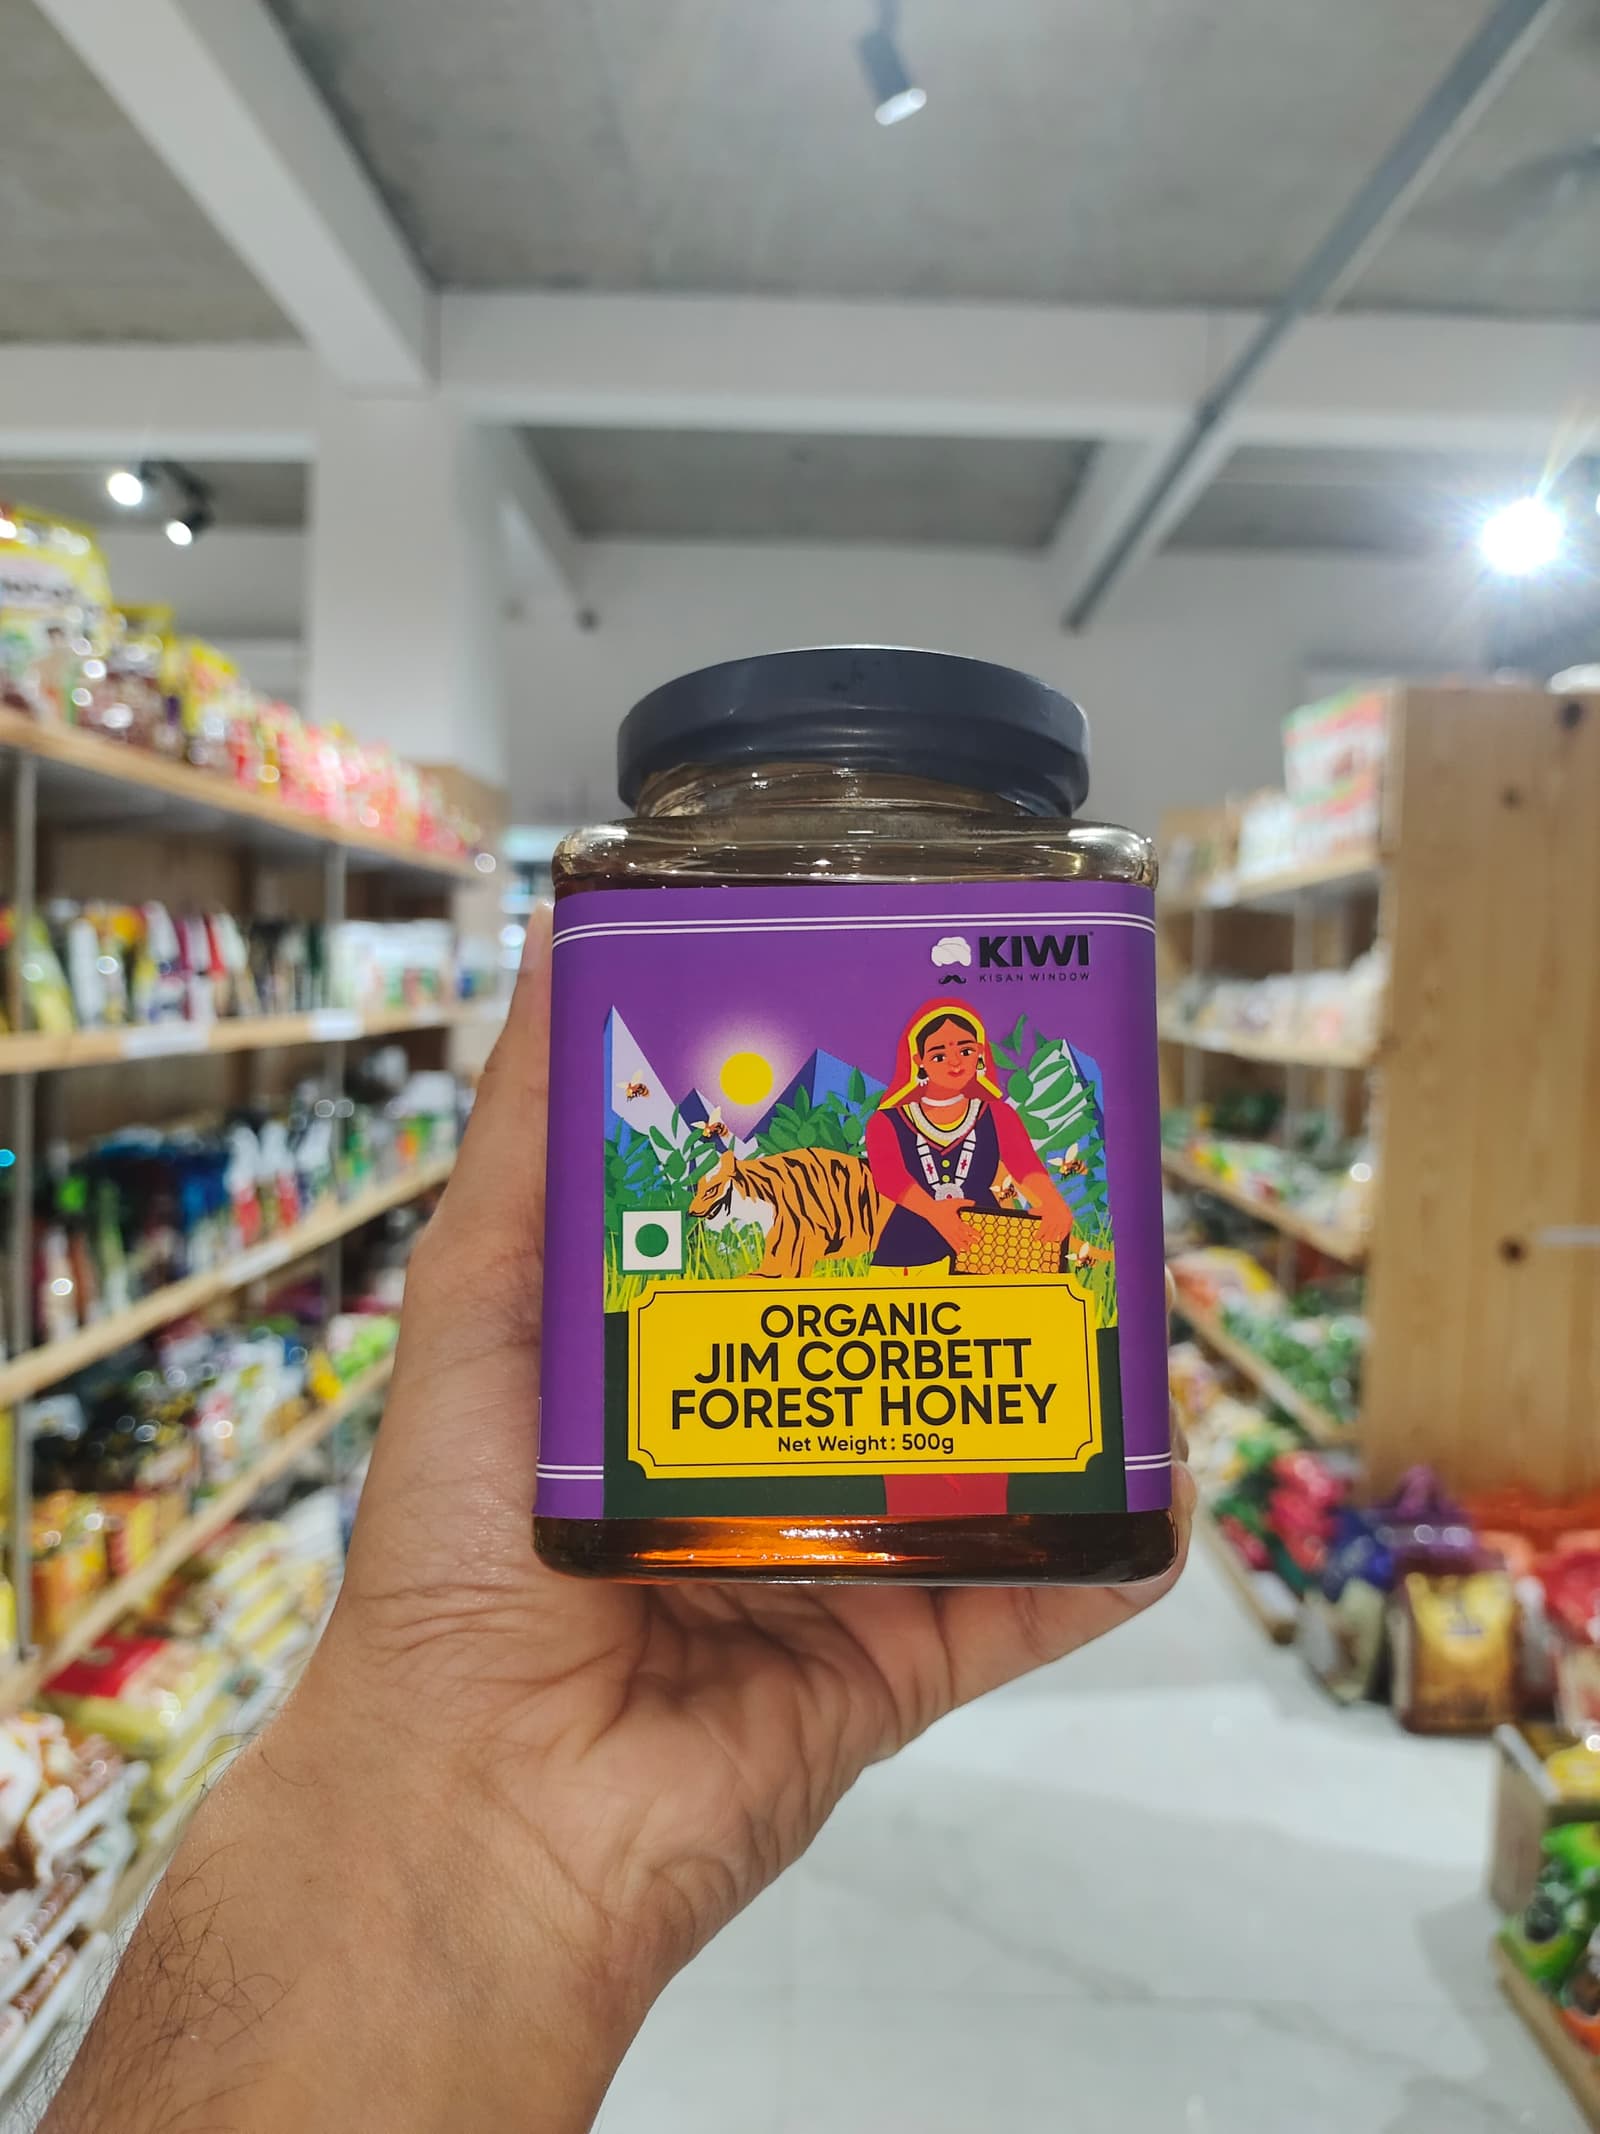 KIWI
KISAN WINDOW
ORGANIC
JIM CORBETT
FOREST HONEY
Net Weight: 500g